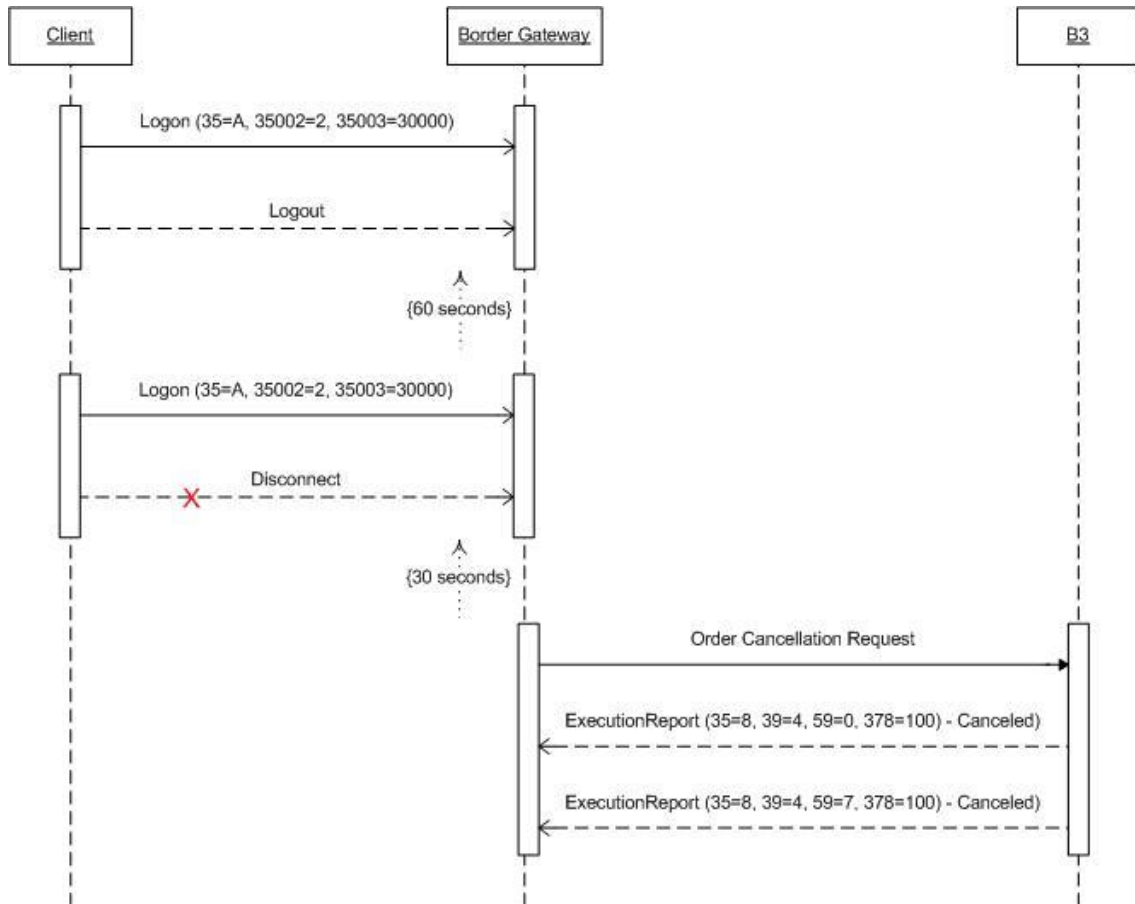 Client
Border Gateway
B3
Logon (35=A, 35002=2, 35003=30000)
Logout
{60 seconds}
Logon (35=A, 35002=2, 35003=30000)
Disconnect
{30 seconds}
Order Cancellation Request
ExecutionReport (35=8, 39=4, 59=0, 378=100) - Canceled)
ExecutionReport (35=8, 39=4, 59=7, 378=100) - Canceled)